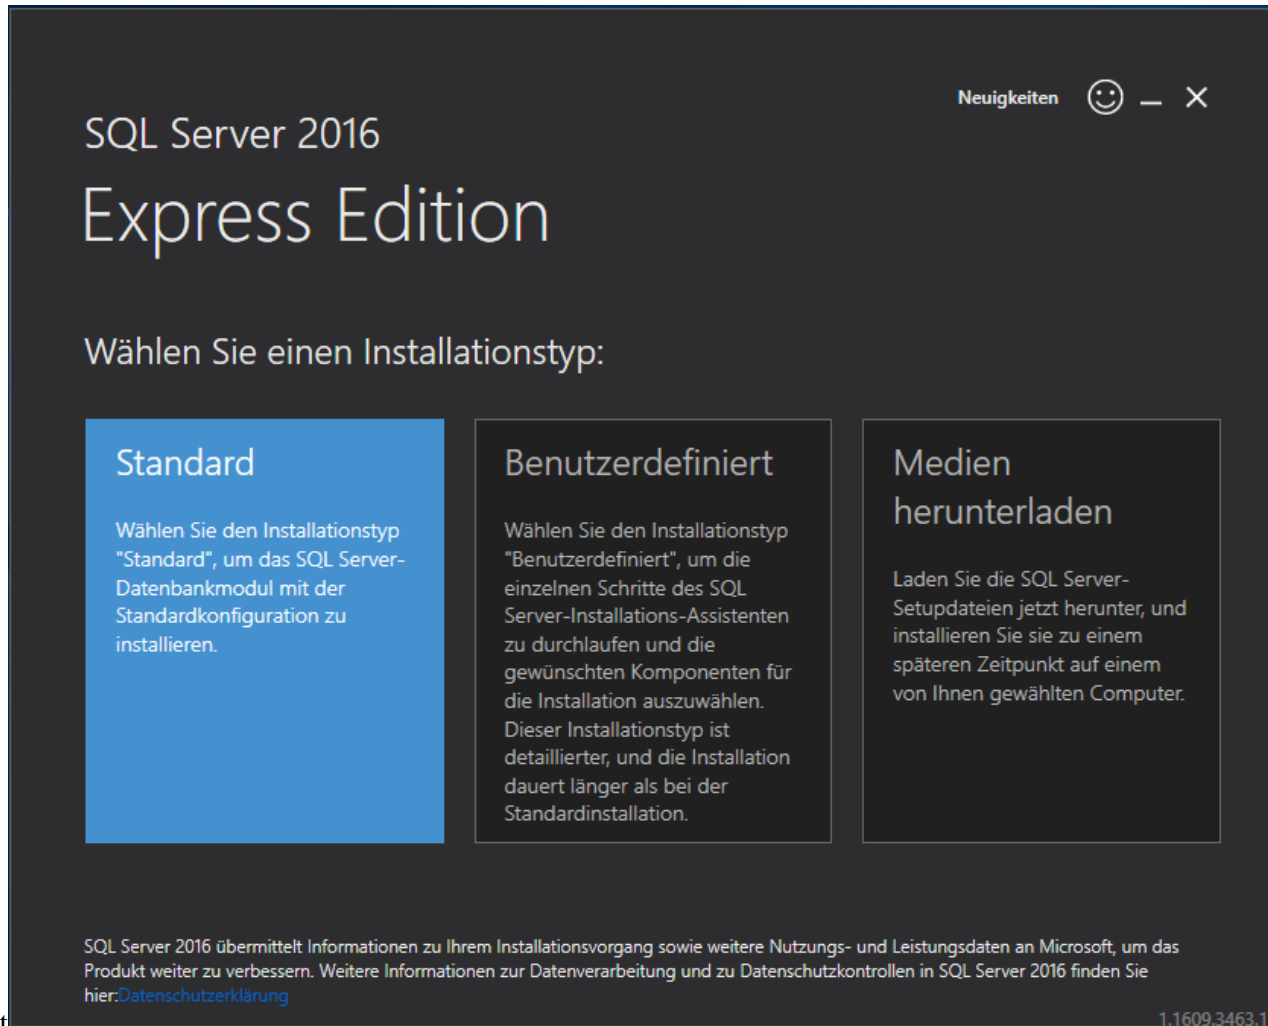 Neuigkeiten
SQL Server 2016
Express Edition
Wählen Sie einen Installationstyp:
Standard
Wählen Sie den Installationstyp
"Standard", um das SQL Server-
Datenbankmodul mit der
Standardkonfiguration zu
installieren.
Benutzerdefiniert
Wählen Sie den Installationstyp
"Benutzerdefiniert", um die
einzelnen Schritte des SQL
Server-Installations-Assistenten
zu durchlaufen und die
gewünschten Komponenten für
die Installation auszuwählen.
Dieser Installationstyp ist
detaillierter, und die Installation
dauert länger als bei der
Standardinstallation.
Medien
herunterladen
Laden Sie die SQL Server-
Setupdateien jetzt herunter, und
installieren Sie sie zu einem
späteren Zeitpunkt auf einem
von Ihnen gewählten Computer.
SQL Server 2016 übermittelt Informationen zu Ihrem Installationsvorgang sowie weitere Nutzungs- und Leistungsdaten an Microsoft, um das
Produkt weiter zu verbessern. Weitere Informationen zur Datenverarbeitung und zu Datenschutzkontrollen in SQL Server 2016 finden Sie
hier:Datenschutzerklärung
t
1.1609.3463.1